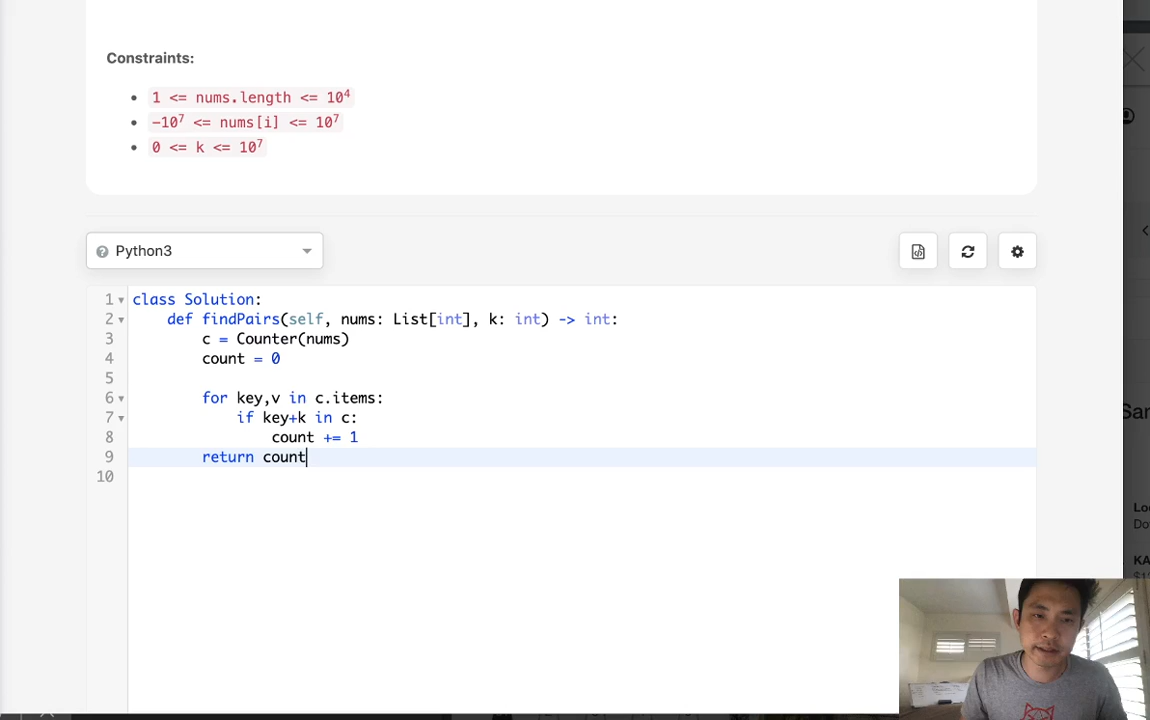 Constraints:
1 <= nums.length <= 10⁴
-10⁷ <= nums[i] <= 10⁷
0 <= k <= 10⁷
Python3
1 class Solution:
2 def findPairs(self, nums: List[int], k: int) -> int:
3 c = Counter(nums)
4 count = 0
5
6 for key,v in c.items:
7 if key+k in c:
8 count += 1
9 return count
10